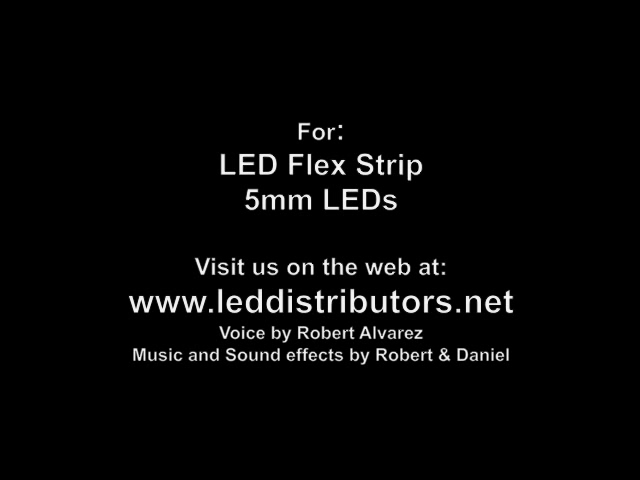 For:
LED Flex Strip
5mm LEDs
Visit us on the web at:
www.leddistributors.net
Voice by Robert Alvarez
Music and Sound effects by Robert & Daniel